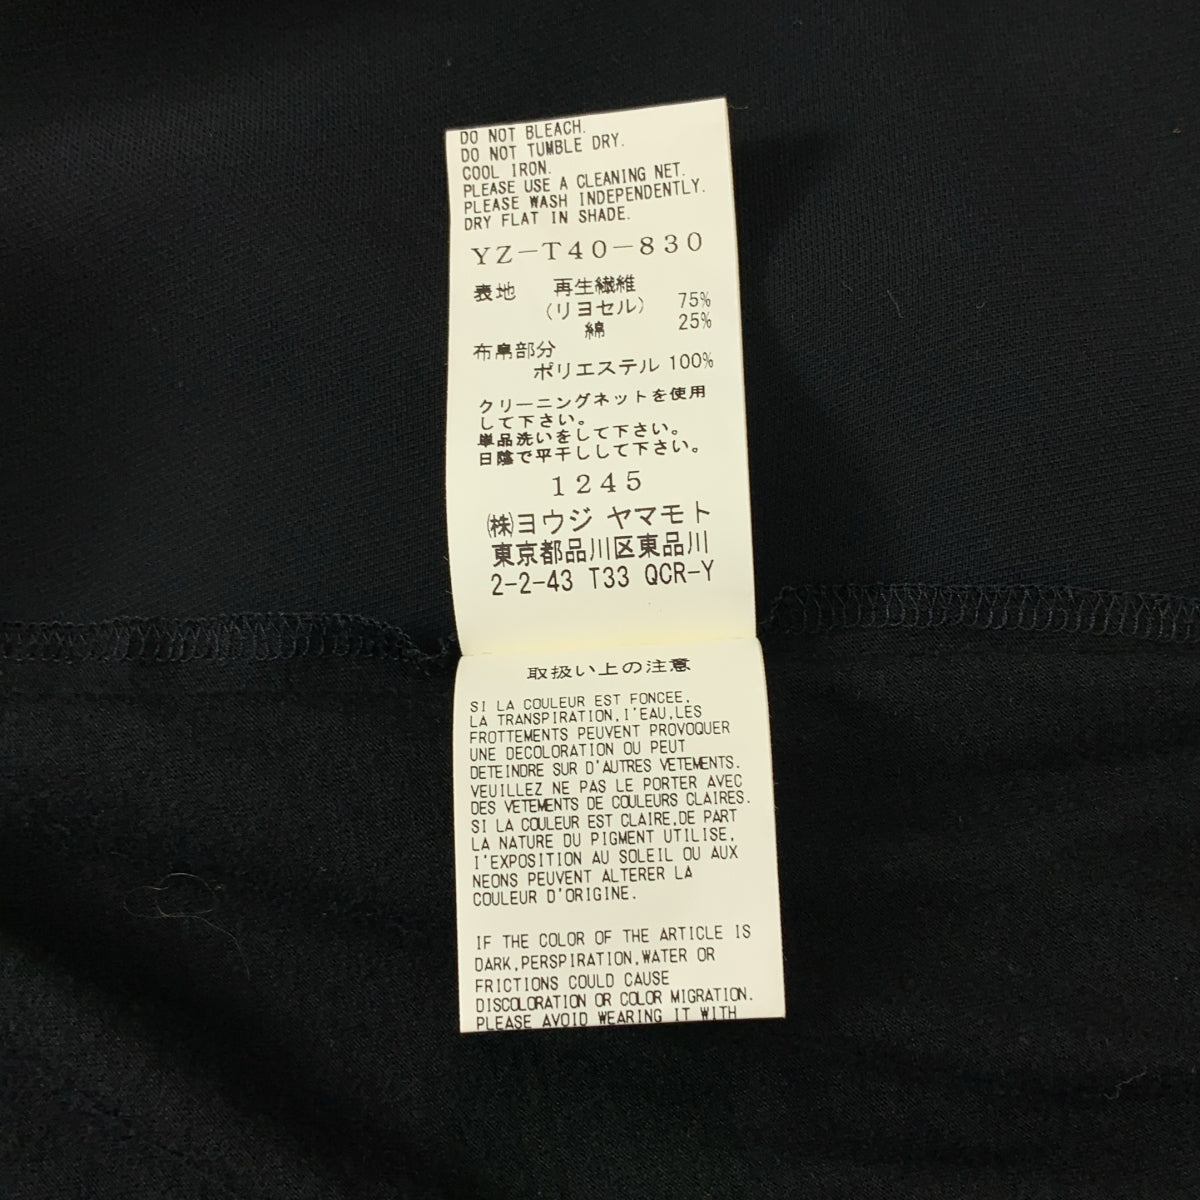 DO NOT BLEACH.
DO NOT TUMBLE DRY.
COOL IRON.
PLEASE USE A CLEANING NET.
PLEASE WASH INDEPENDENTLY.
DRY FLAT IN SHADE.
YZ-T40-830
表地 再生繊維
(リヨセル) 75%
綿 25%
布帛部分
ポリエステル 100%
クリーニングネットを使用
して下さい。
単品洗いをして下さい。
日陰で平干しして下さい。
1245
㈱ヨウジ ヤマモト
東京都品川区東品川
2-2-43 T33 QCR-Y
取扱い上の注意
SI LA COULEUR EST FONCEE,
LA TRANSPIRATION,I'EAU,LES
FROTTEMENTS PEUVENT PROVOQUER
UNE DECOLORATION OU PEUT
DETEINDRE SUR D'AUTRES VETEMENTS.
VEUILLEZ NE PAS LE PORTER AVEC
DES VETEMENTS DE COULEURS CLAIRES.
SI LA COULEUR EST CLAIRE,DE PART
LA NATURE DU PIGMENT UTILISE,
I'EXPOSITION AU SOLEIL OU AUX
NEONS PEUVENT ALTERER LA
COULEUR D'ORIGINE.
IF THE COLOR OF THE ARTICLE IS
DARK,PERSPIRATION,WATER OR
FRICTIONS COULD CAUSE
DISCOLORATION OR COLOR MIGRATION.
PLEASE AVOID WEARING IT WITH